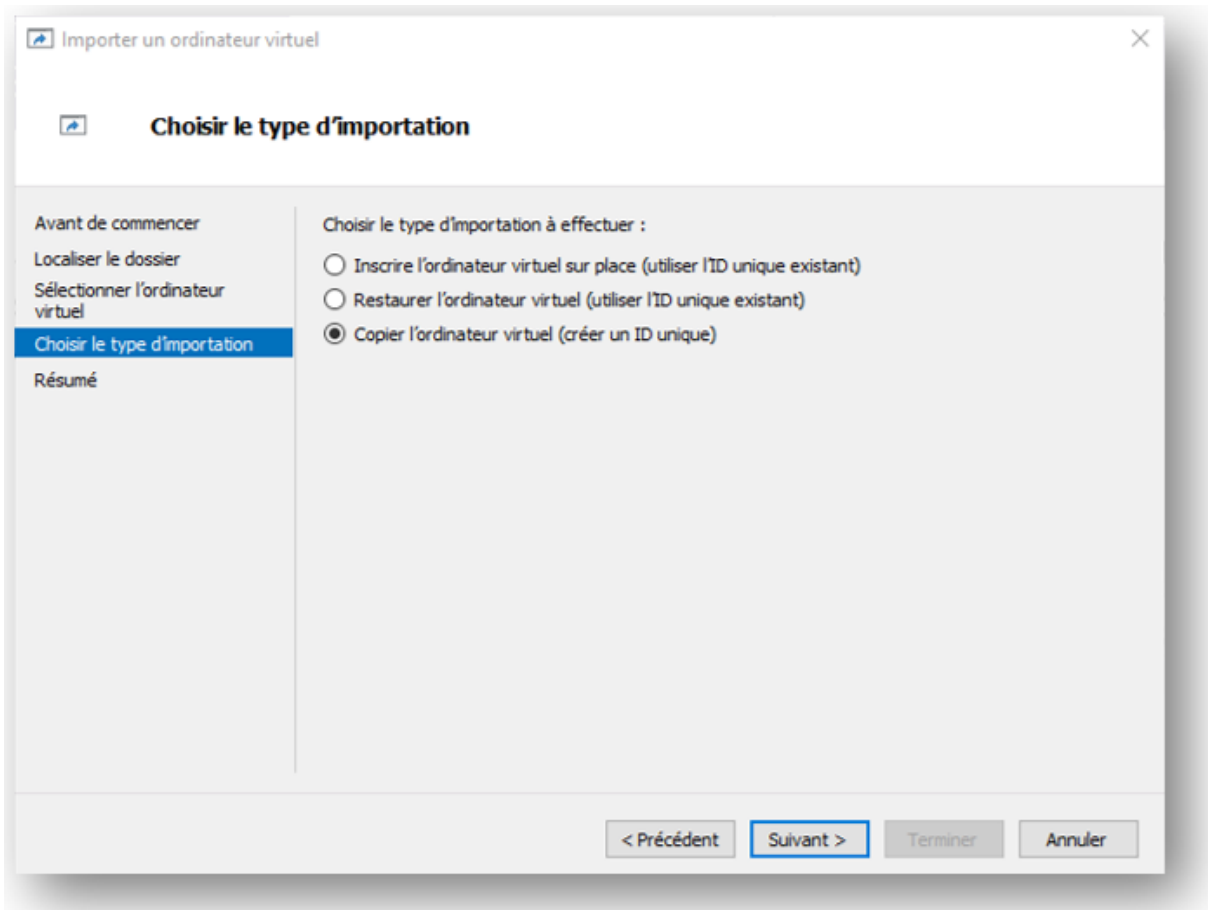 Importer un ordinateur virtuel
Choisir le type d'importation
Avant de commencer
Localiser le dossier
Sélectionner l'ordinateur
virtuel
Choisir le type d'importation
Résumé
Choisir le type d'importation à effectuer :
Inscrire l'ordinateur virtuel sur place (utiliser l'ID unique existant)
Restaurer l'ordinateur virtuel (utiliser l'ID unique existant)
Copier l'ordinateur virtuel (créer un ID unique)
< Précédent
Suivant >
Terminer
Annuler